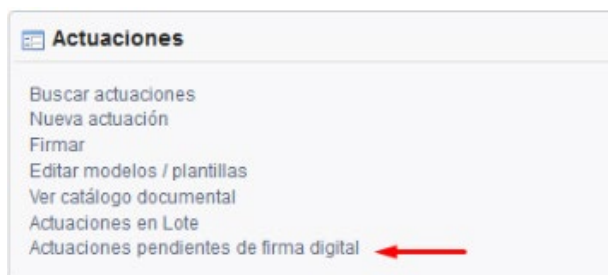 Actuaciones
Buscar actuaciones
Nueva actuación
Firmar
Editar modelos / plantillas
Ver catálogo documental
Actuaciones en Lote
Actuaciones pendientes de firma digital